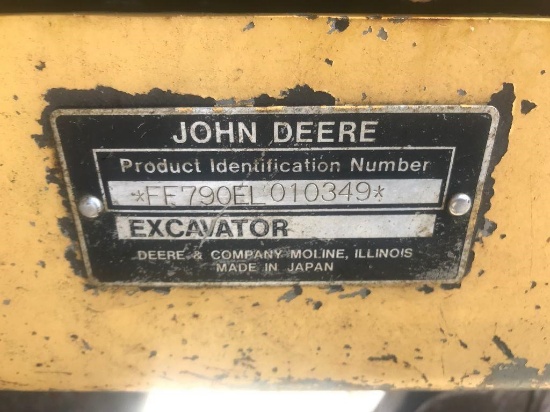 JOHN DEERE
Product Identification Number
*FF790EL010349*
EXCAVATOR
DEERE & COMPANY MOLINE, ILLINOIS
MADE IN JAPAN